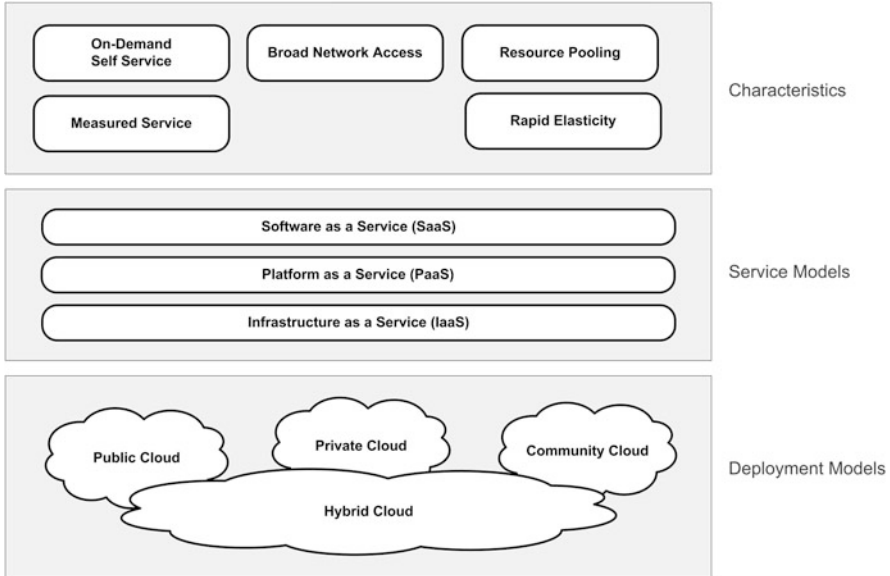 On-Demand
Self Service
Broad Network Access
Resource Pooling
Measured Service
Rapid Elasticity
Characteristics
Software as a Service (SaaS)
Platform as a Service (PaaS)
Infrastructure as a Service (IaaS)
Service Models
Public Cloud
Private Cloud
Community Cloud
Hybrid Cloud
Deployment Models